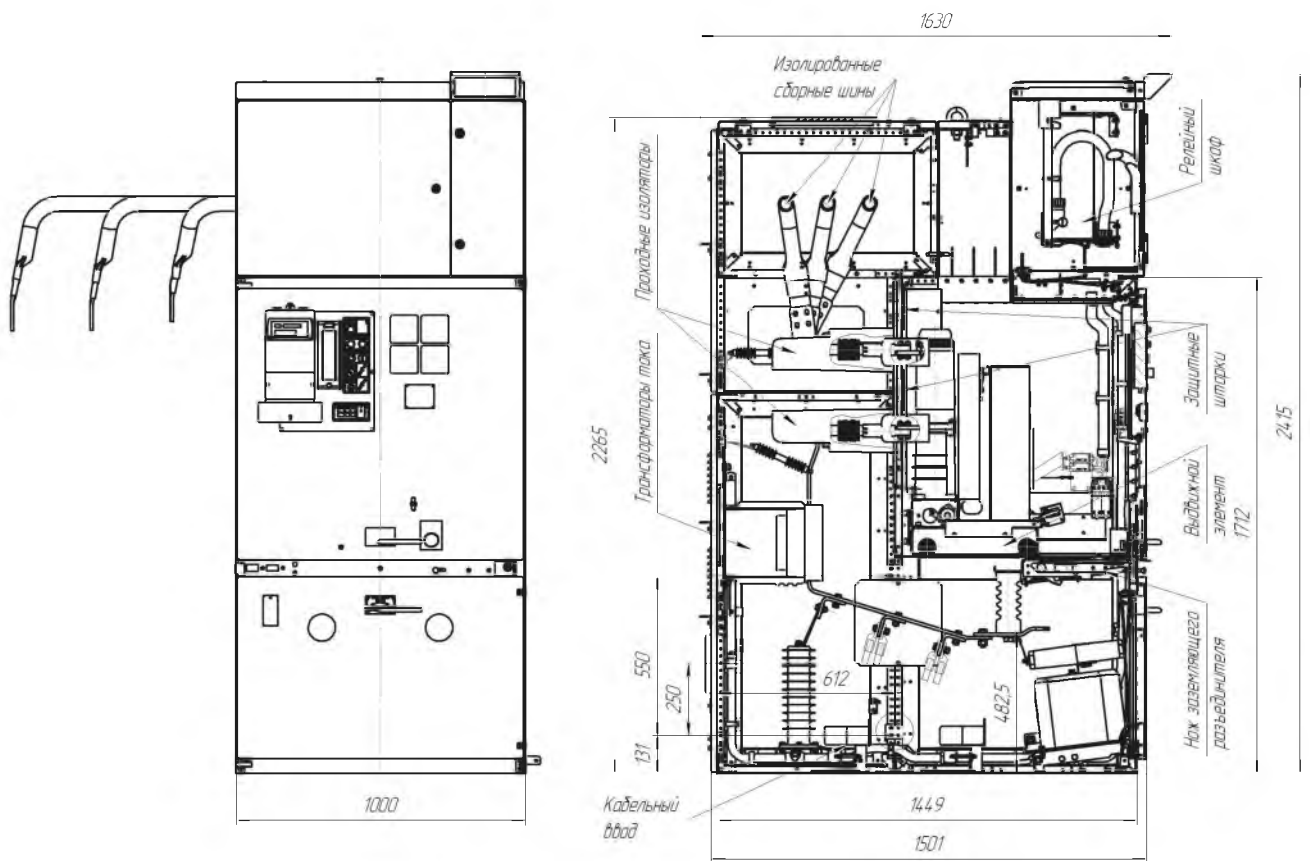 1630
Изолированные
сборные шины
Релейный
шкаф
Проходные изоляторы
Трансформаторы тока
2265
2415
Защитные
шторки
Выдвижной
элемент
1712
550
250
131
612
482,5
Нож заземляющего
разъединителя
Кабельный
ввод
1000
1449
1501